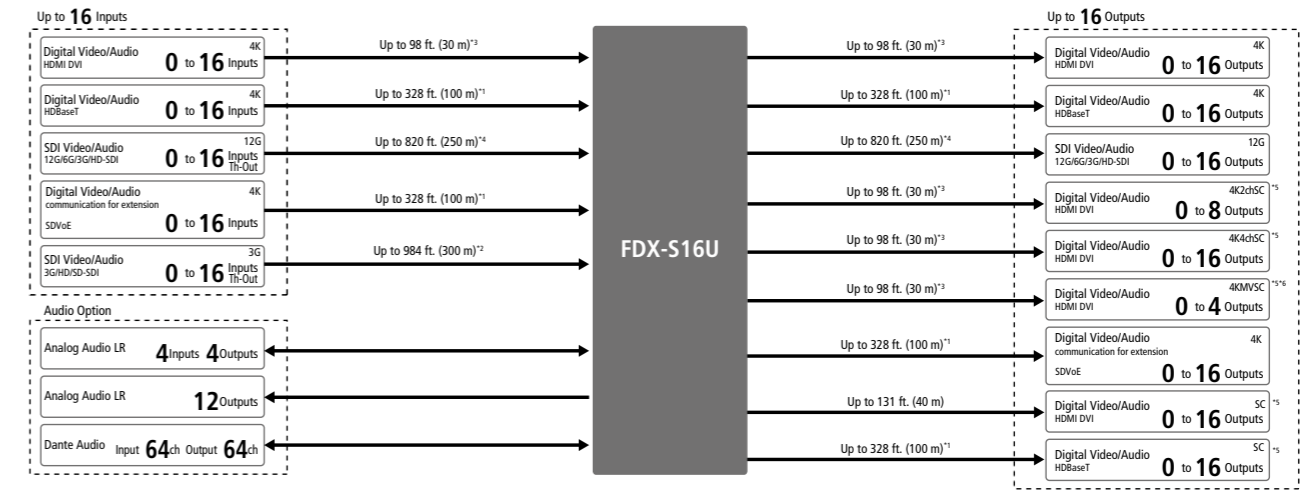 Up to 16 Inputs
Digital Video/Audio 4K
HDMI DVI 0 to 16 Inputs
Digital Video/Audio 4K
HDBaseT 0 to 16 Inputs
SDI Video/Audio 12G
12G/6G/3G/HD-SDI 0 to 16 Inputs
Th-Out
Digital Video/Audio 4K
communication for extension
SDVoE 0 to 16 Inputs
SDI Video/Audio 3G
3G/HD/SD-SDI 0 to 16 Inputs
Th-Out
Audio Option
Analog Audio LR 4Inputs 4Outputs
Analog Audio LR 12Outputs
Dante Audio Input 64ch Output 64ch
Up to 98 ft. (30 m)*3
Up to 328 ft. (100 m)*1
Up to 820 ft. (250 m)*4
Up to 328 ft. (100 m)*1
Up to 984 ft. (300 m)*2
FDX-S16U
Up to 98 ft. (30 m)*3
Up to 328 ft. (100 m)*1
Up to 820 ft. (250 m)*4
Up to 98 ft. (30 m)*3
Up to 98 ft. (30 m)*3
Up to 98 ft. (30 m)*3
Up to 328 ft. (100 m)*1
Up to 131 ft. (40 m)
Up to 328 ft. (100 m)*1
Up to 16 Outputs
Digital Video/Audio 4K
HDMI DVI 0 to 16 Outputs
Digital Video/Audio 4K
HDBaseT 0 to 16 Outputs
SDI Video/Audio 12G
12G/6G/3G/HD-SDI 0 to 16 Outputs
Digital Video/Audio 4K2chSC *5
HDMI DVI 0 to 8 Outputs
Digital Video/Audio 4K4chSC *5
HDMI DVI 0 to 16 Outputs
Digital Video/Audio 4KMVSC *5*6
HDMI DVI 0 to 4 Outputs
Digital Video/Audio 4K
communication for extension
SDVoE 0 to 16 Outputs
Digital Video/Audio SC *5
HDMI DVI 0 to 16 Outputs
Digital Video/Audio SC *5
HDBaseT 0 to 16 Outputs